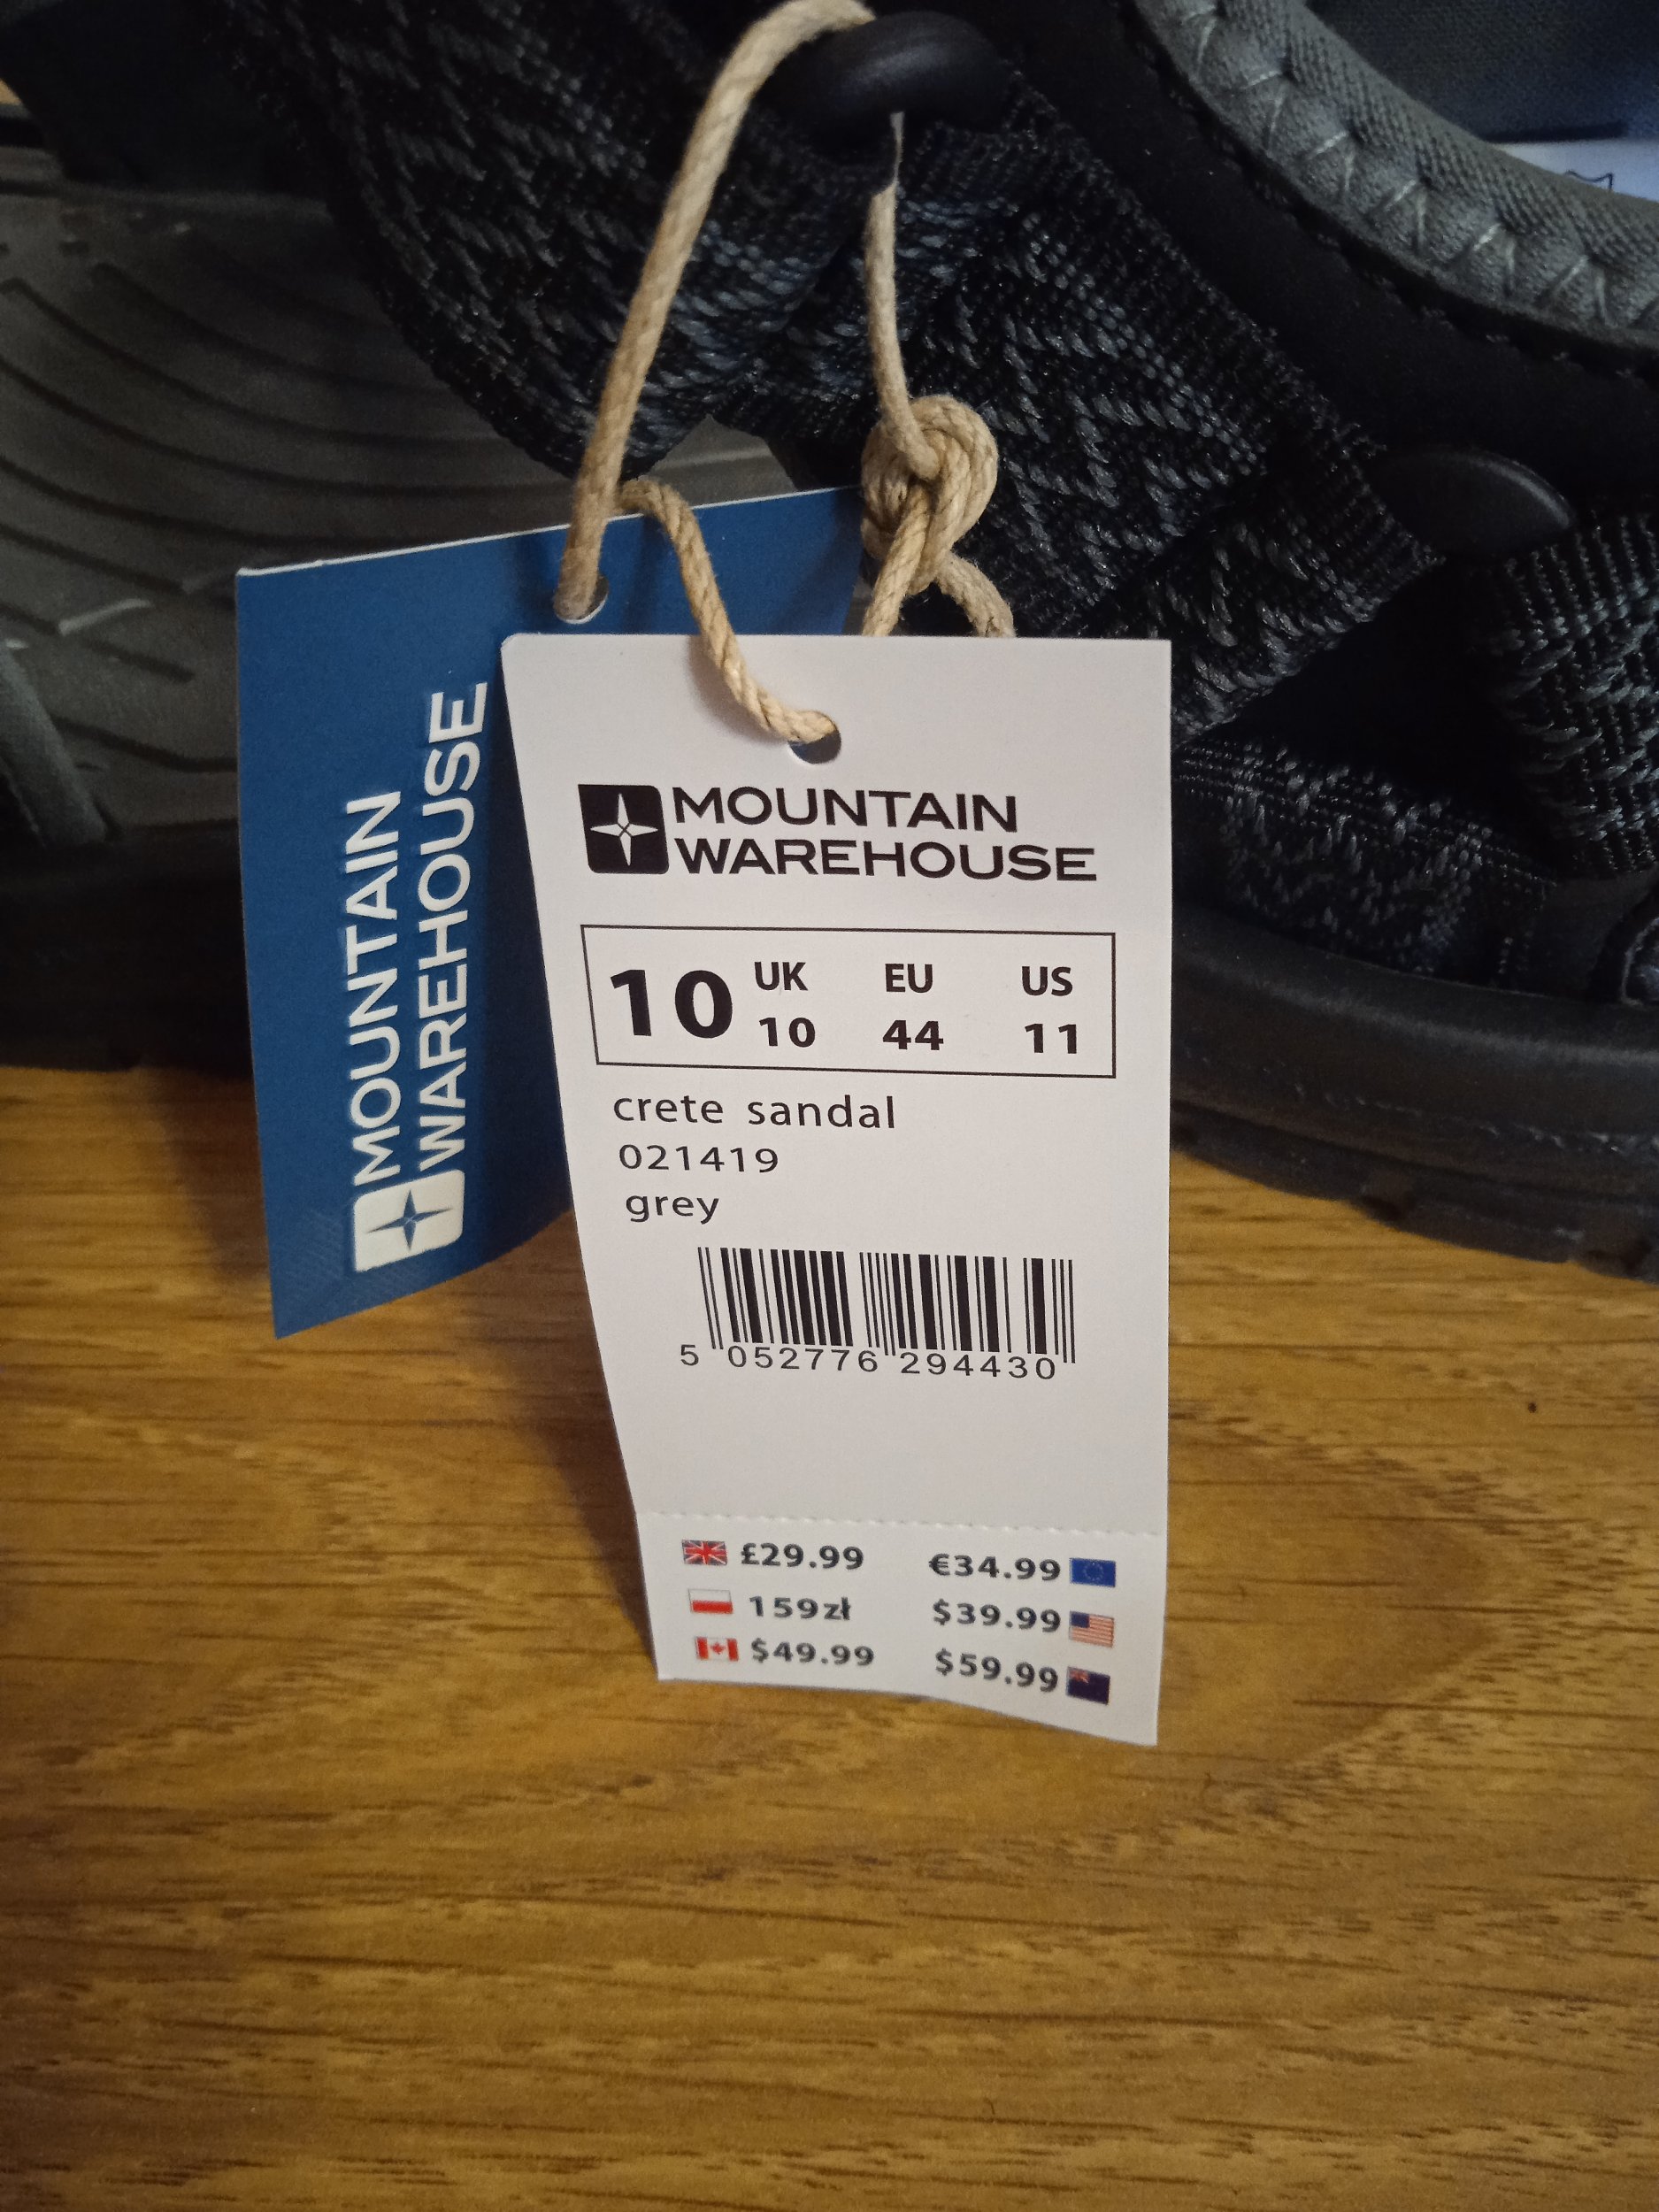 MOUNTAIN
WAREHOUSE
MOUNTAIN
WAREHOUSE
10 UK EU US
10 44 11
crete sandal
021419
grey
5 052776 294430
£29.99 €34.99
159zł $39.99
$49.99 $59.99